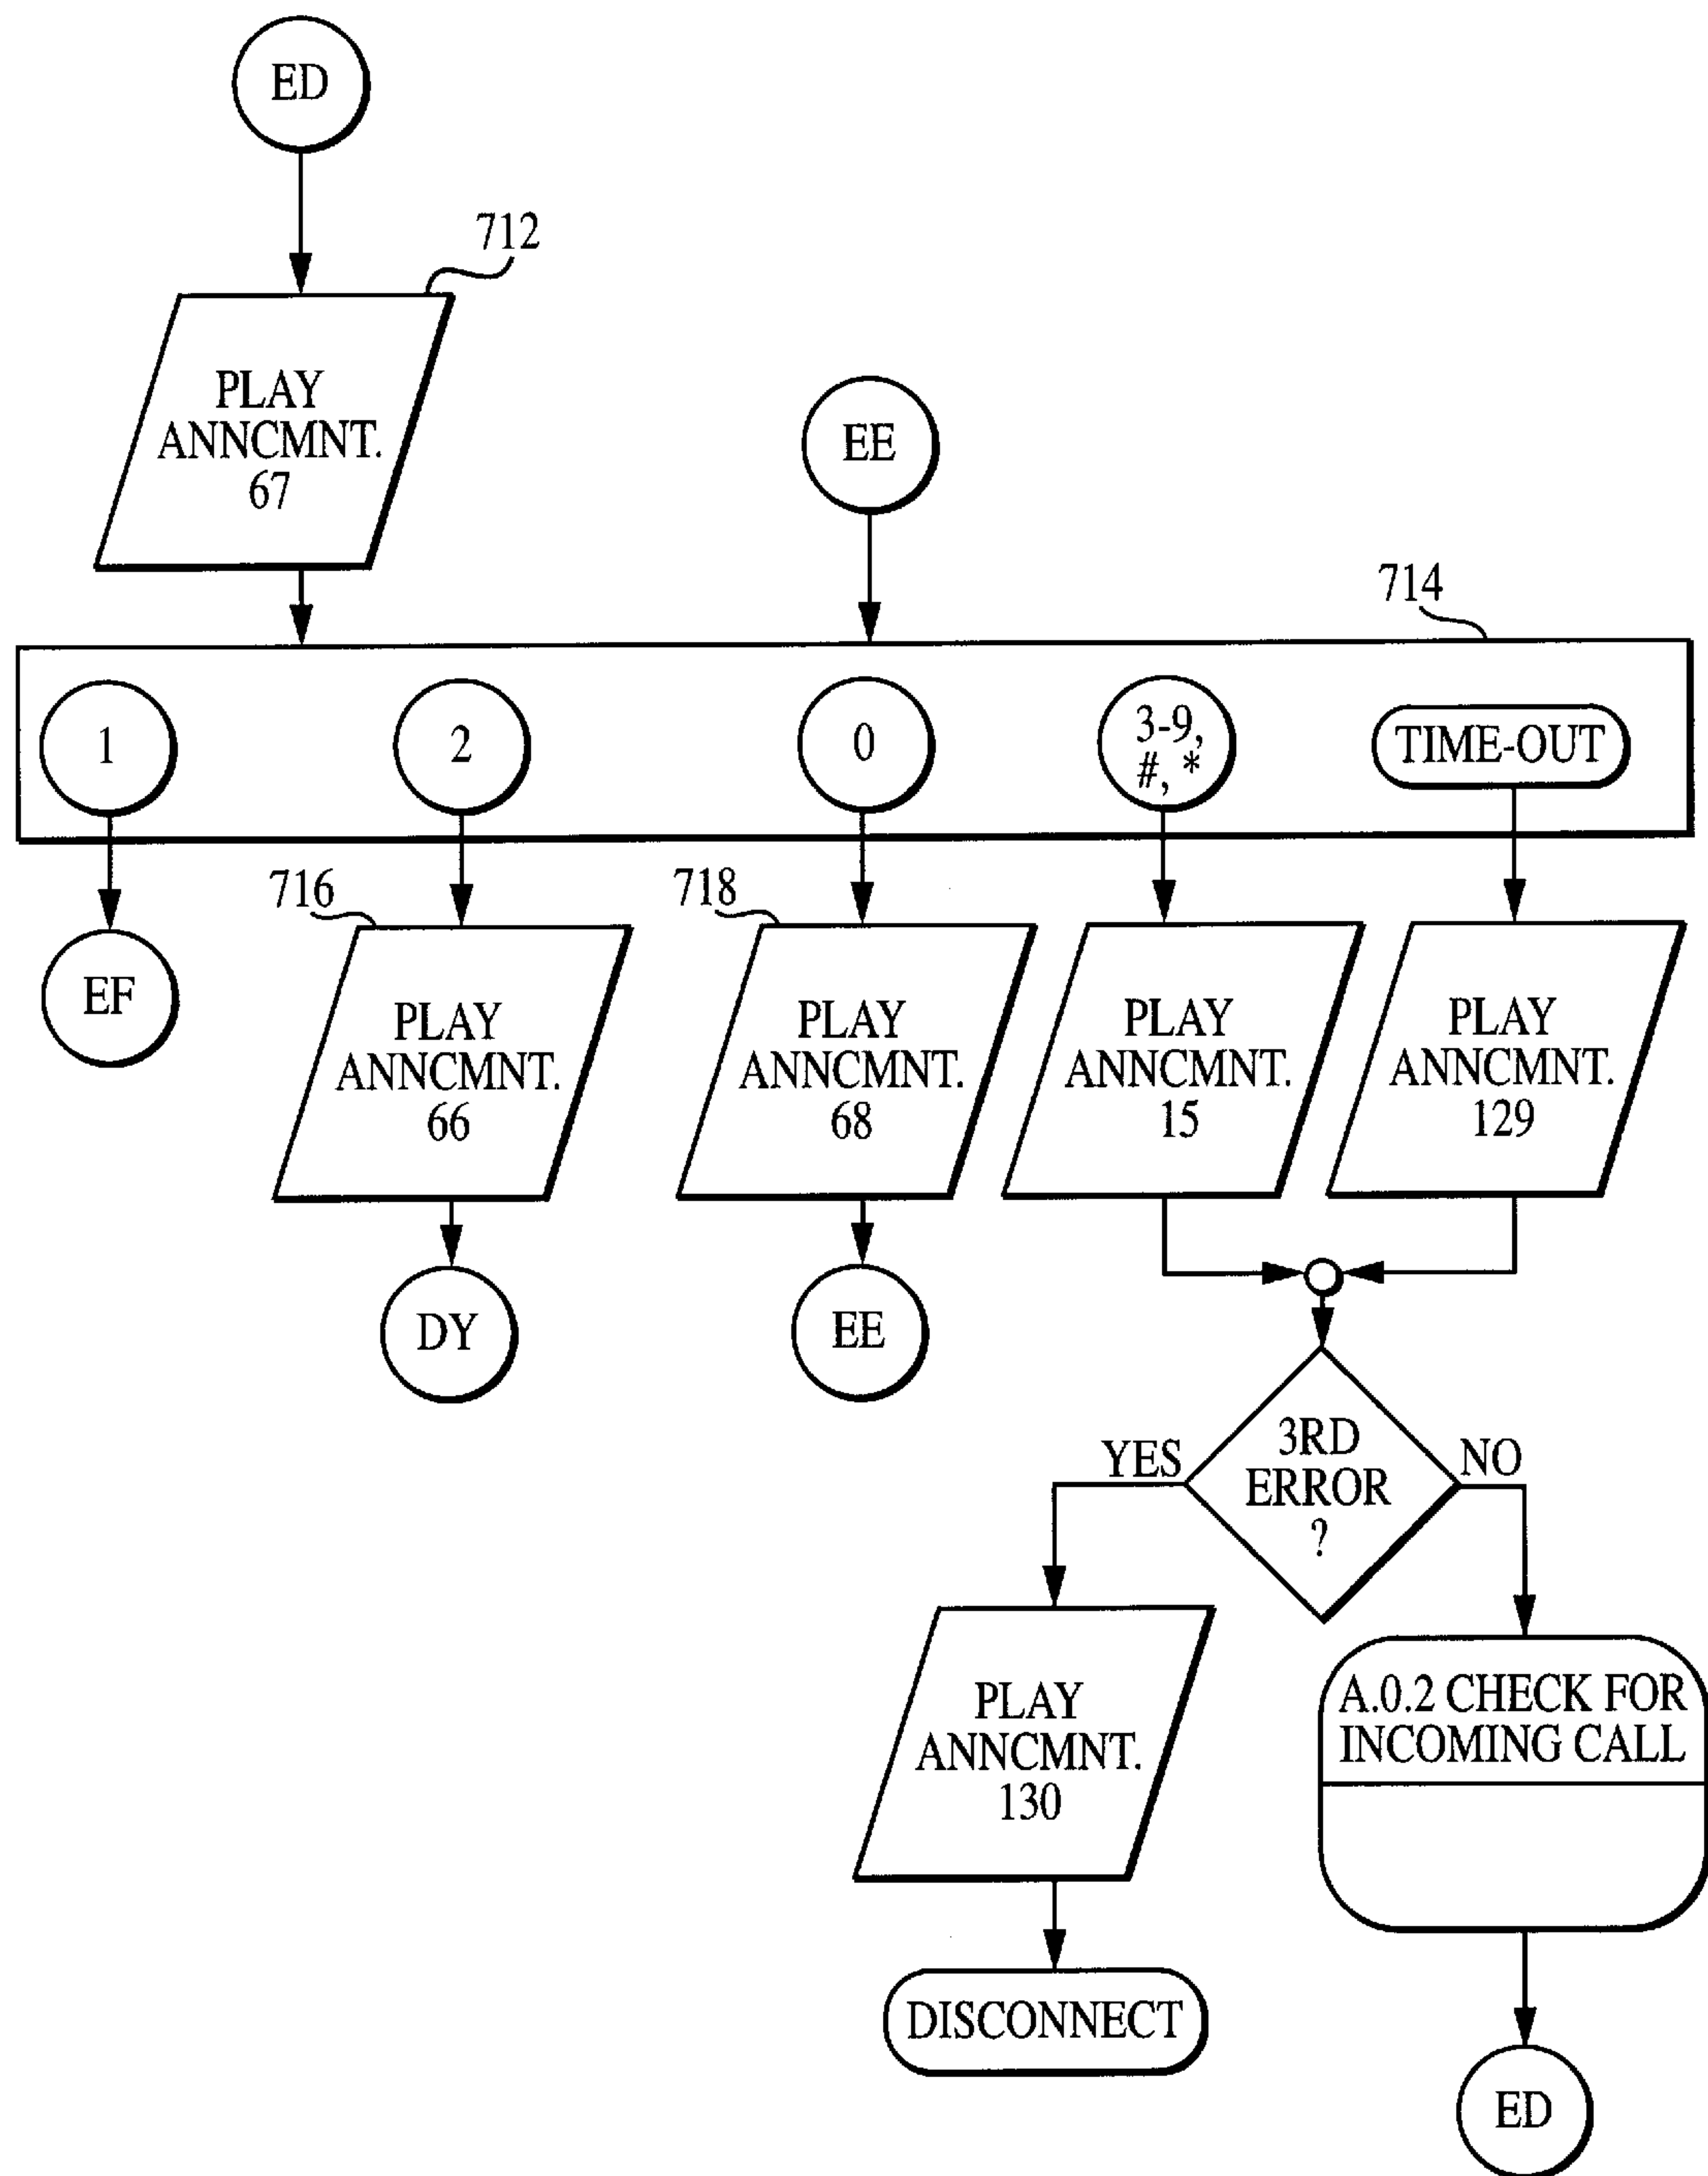 ED
712
PLAY
ANNCMNT.
67
EE
714
1
2
0
3-9,
#, *
TIME-OUT
716
718
EF
PLAY
ANNCMNT.
66
PLAY
ANNCMNT.
68
PLAY
ANNCMNT.
15
PLAY
ANNCMNT.
129
DY
EE
YES
3RD
ERROR
?
NO
PLAY
ANNCMNT.
130
A.0.2 CHECK FOR
INCOMING CALL
DISCONNECT
ED